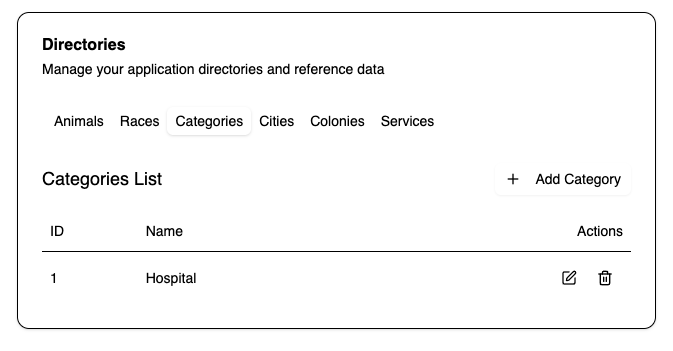 Directories
Manage your application directories and reference data
Animals Races Categories Cities Colonies Services
Categories List + Add Category
ID Name Actions
1 Hospital